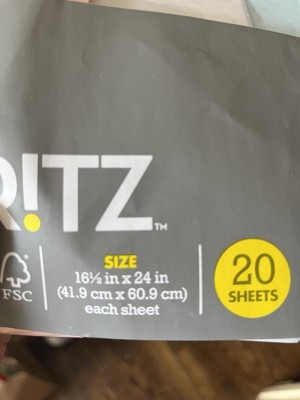 R!TZ™
FSC
SIZE
16½ in x 24 in
(41.9 cm x 60.9 cm)
each sheet
20
SHEETS